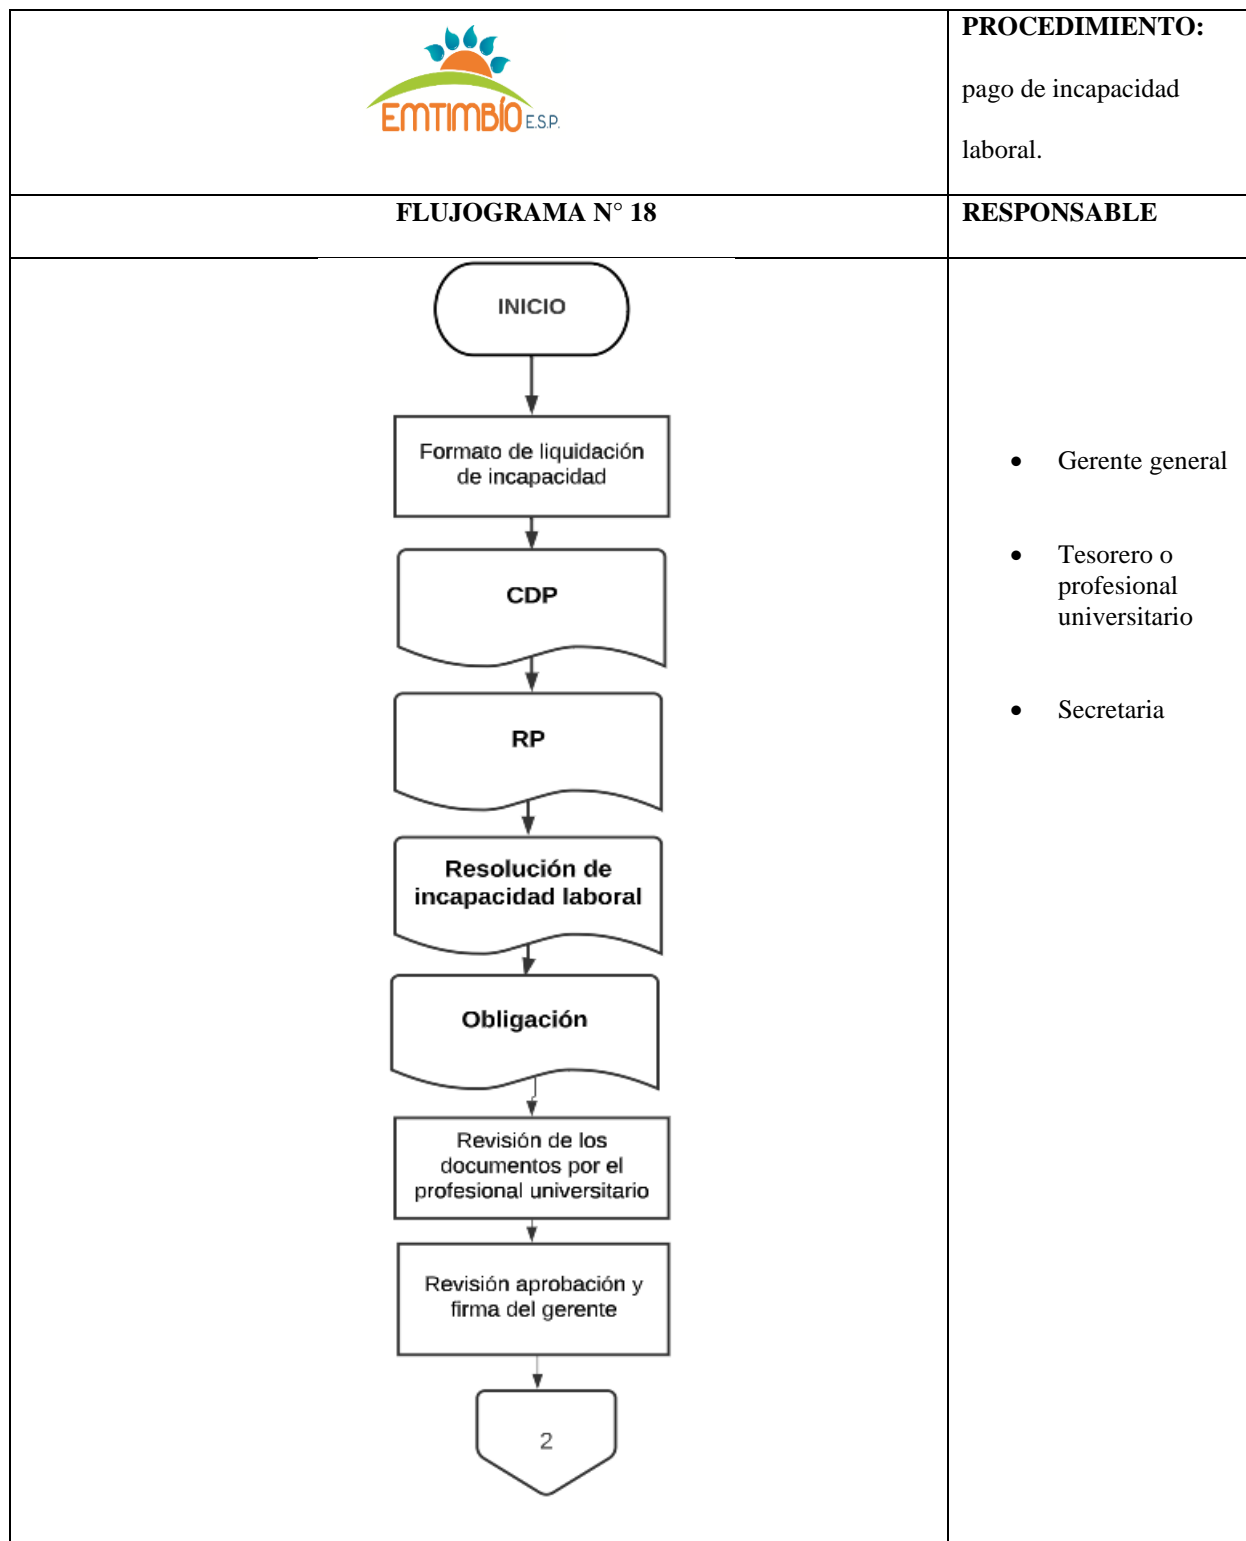 EMTIMBÍO E.S.P.
PROCEDIMIENTO:
pago de incapacidad
laboral.
FLUJOGRAMA N° 18
RESPONSABLE
INICIO
Formato de liquidación
de incapacidad
CDP
RP
Resolución de
incapacidad laboral
Obligación
Revisión de los
documentos por el
profesional universitario
Revisión aprobación y
firma del gerente
2
• Gerente general
• Tesorero o
profesional
universitario
• Secretaria